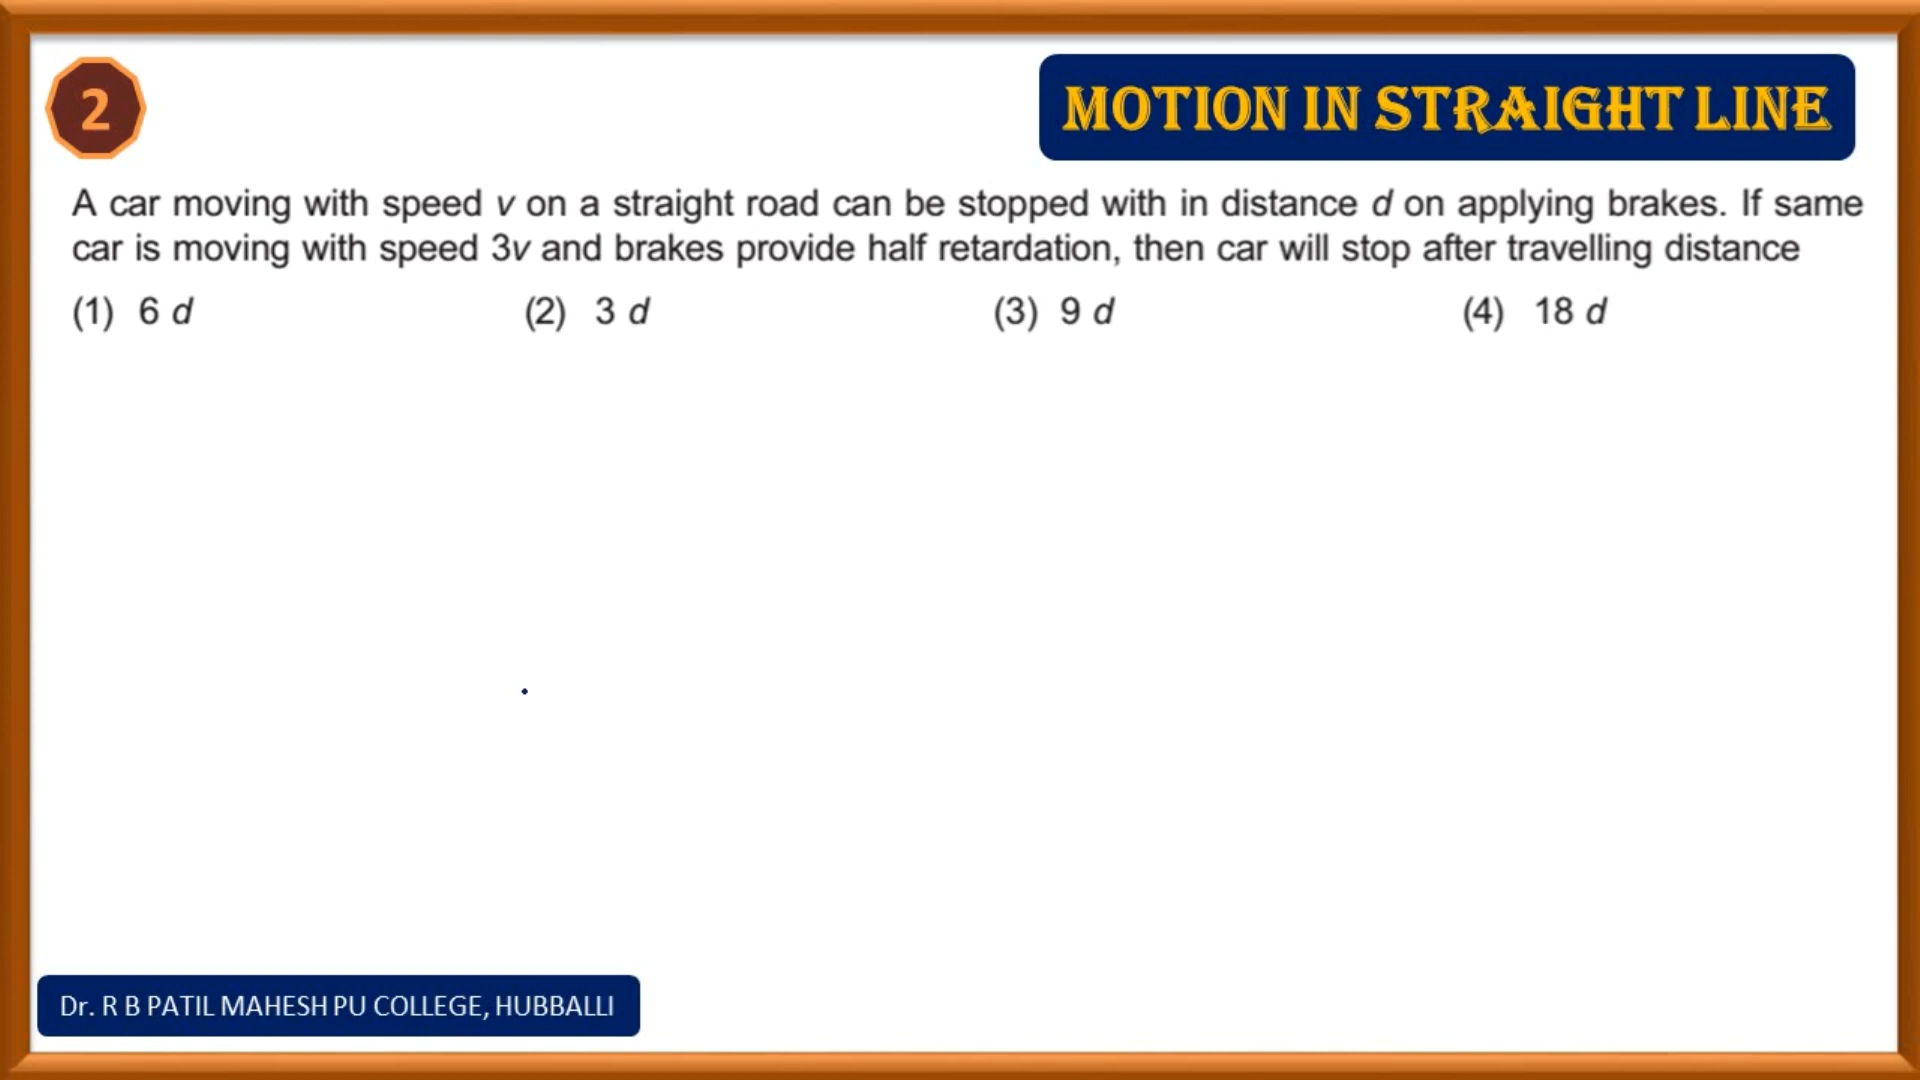 2
MOTION IN STRAIGHT LINE
A car moving with speed v on a straight road can be stopped with in distance d on applying brakes. If same
car is moving with speed 3v and brakes provide half retardation, then car will stop after travelling distance
(1) 6 d (2) 3 d (3) 9 d (4) 18 d
Dr. R B PATIL MAHESH PU COLLEGE, HUBBALLI